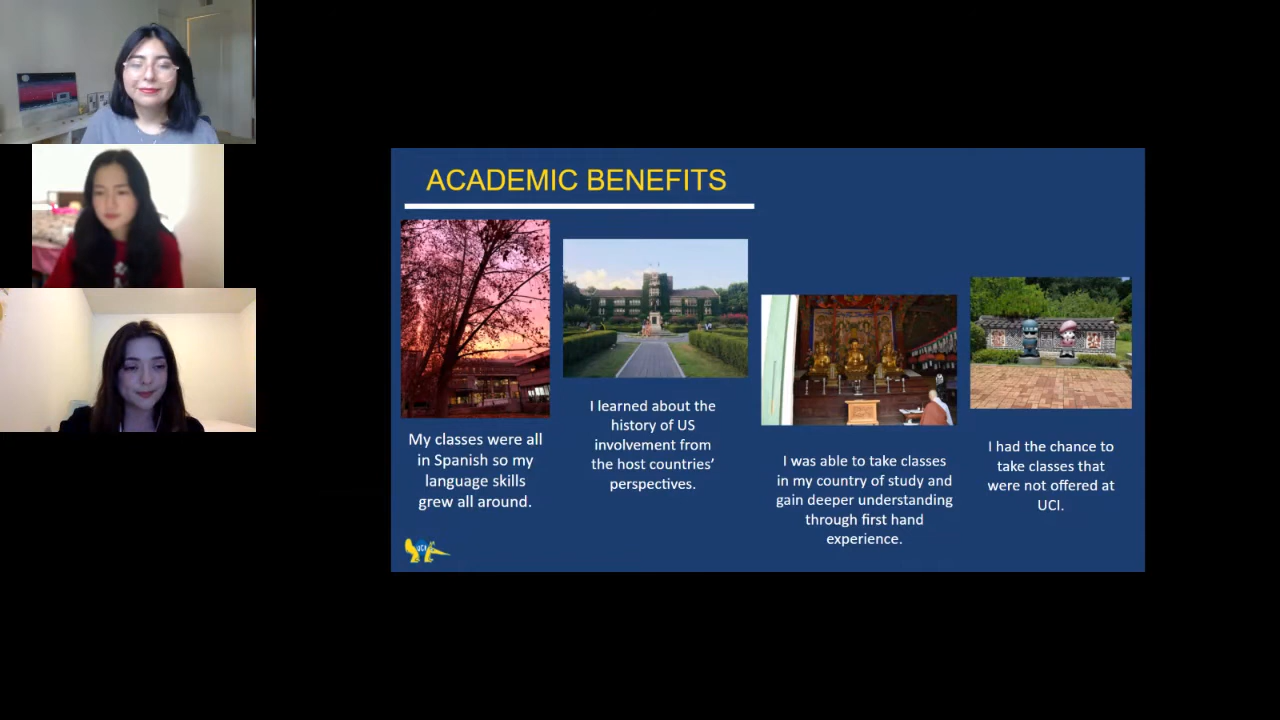 ACADEMIC BENEFITS
My classes were all
in Spanish so my
language skills
grew all around.
I learned about the
history of US
involvement from
the host countries’
perspectives.
I was able to take classes
in my country of study and
gain deeper understanding
through first hand
experience.
I had the chance to
take classes that
were not offered at
UCI.
UCI